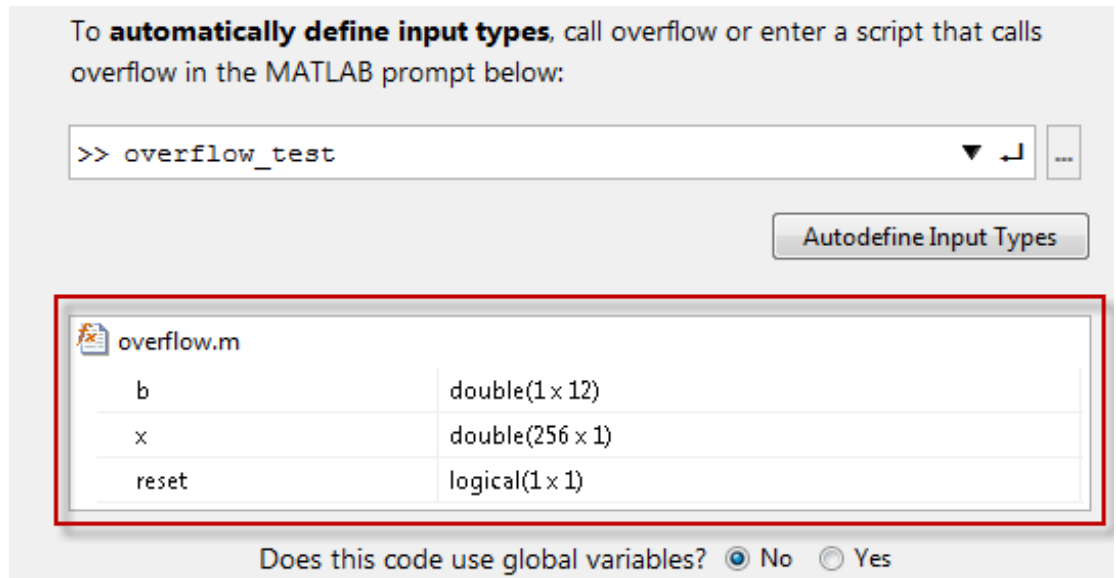 To automatically define input types, call overflow or enter a script that calls
overflow in the MATLAB prompt below:
>> overflow_test
...
Autodefine Input Types
overflow.m
b double(1 x 12)
x double(256 x 1)
reset logical(1 x 1)
Does this code use global variables? No Yes